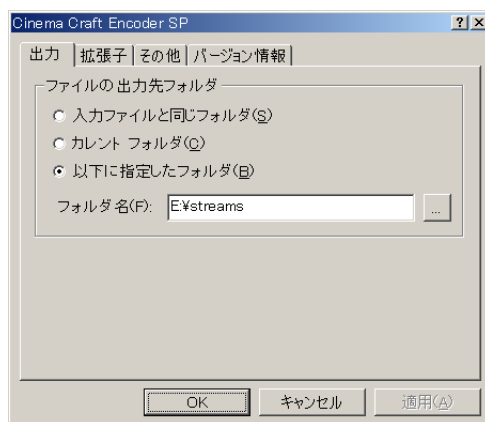 Cinema Craft Encoder SP
出力 拡張子 その他 バージョン情報
ファイルの出力先フォルダ
入力ファイルと同じフォルダ(S)
カレント フォルダ(C)
以下に指定したフォルダ(B)
フォルダ名(F): E:¥streams ...
OK キャンセル 適用(A)